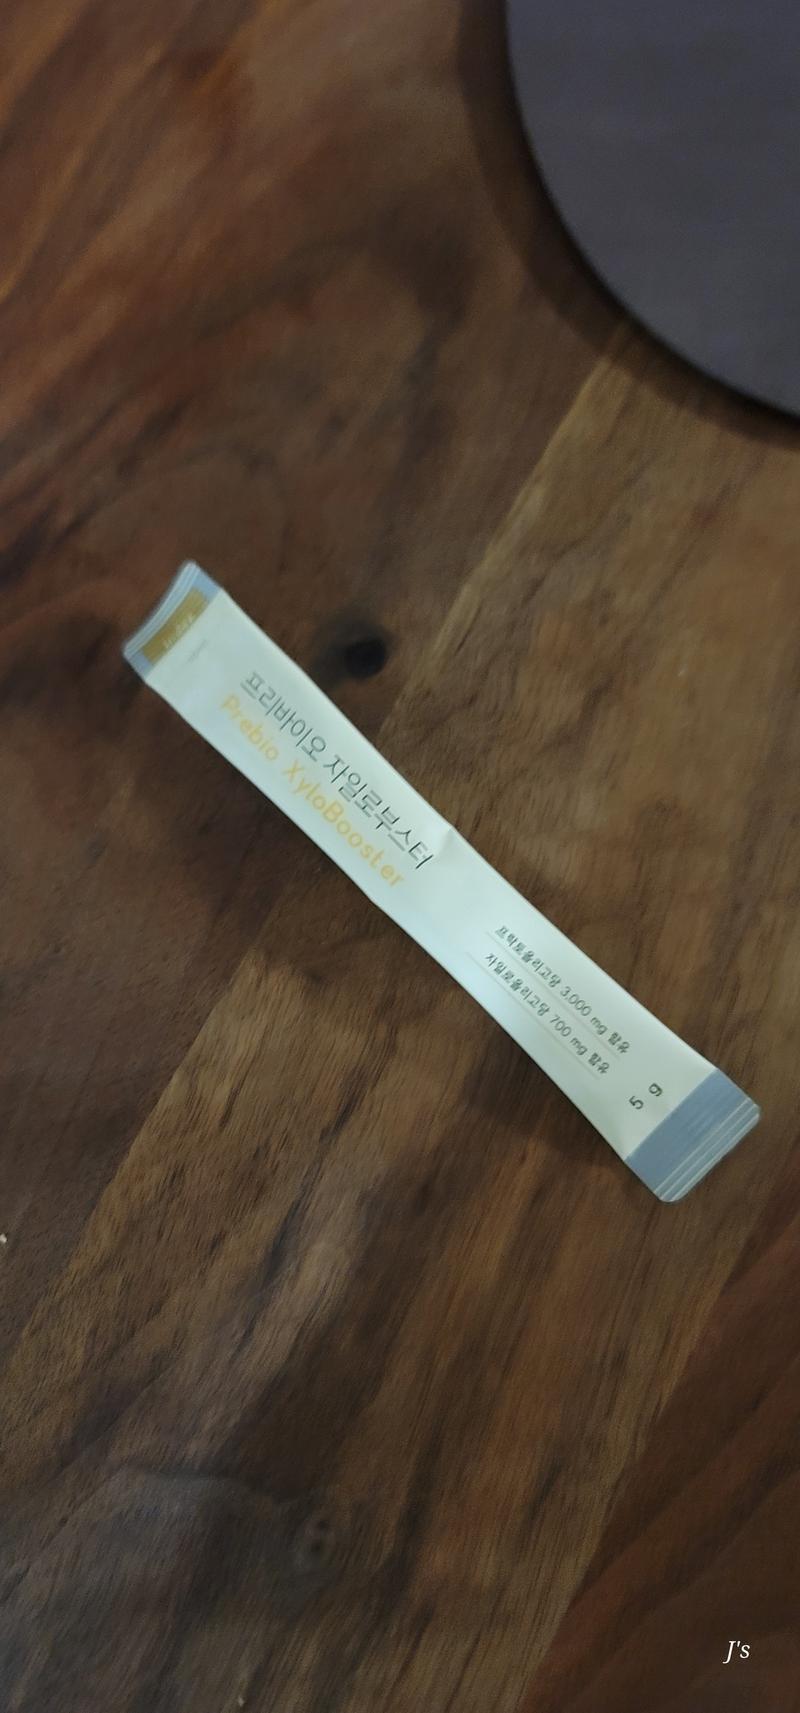 프리바이오 자일로부스터
Prebio XyloBooster
프락토올리고당 3,000 mg 함유
자일로올리고당 700 mg 함유
5 g
J's